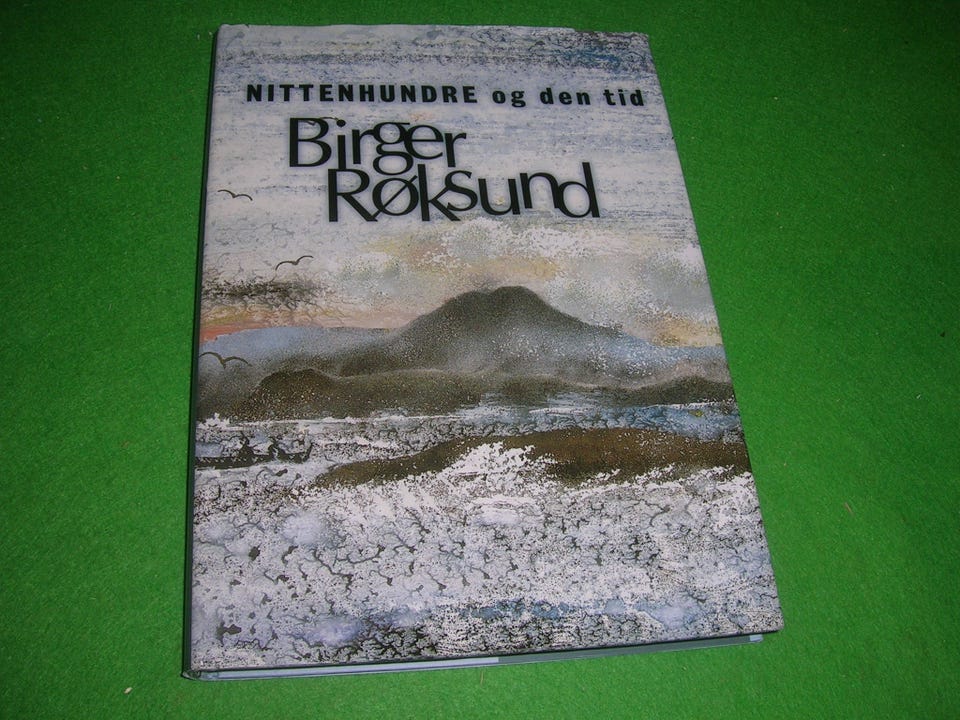 NITTENHUNDRE og den tid
Birger
Røksund